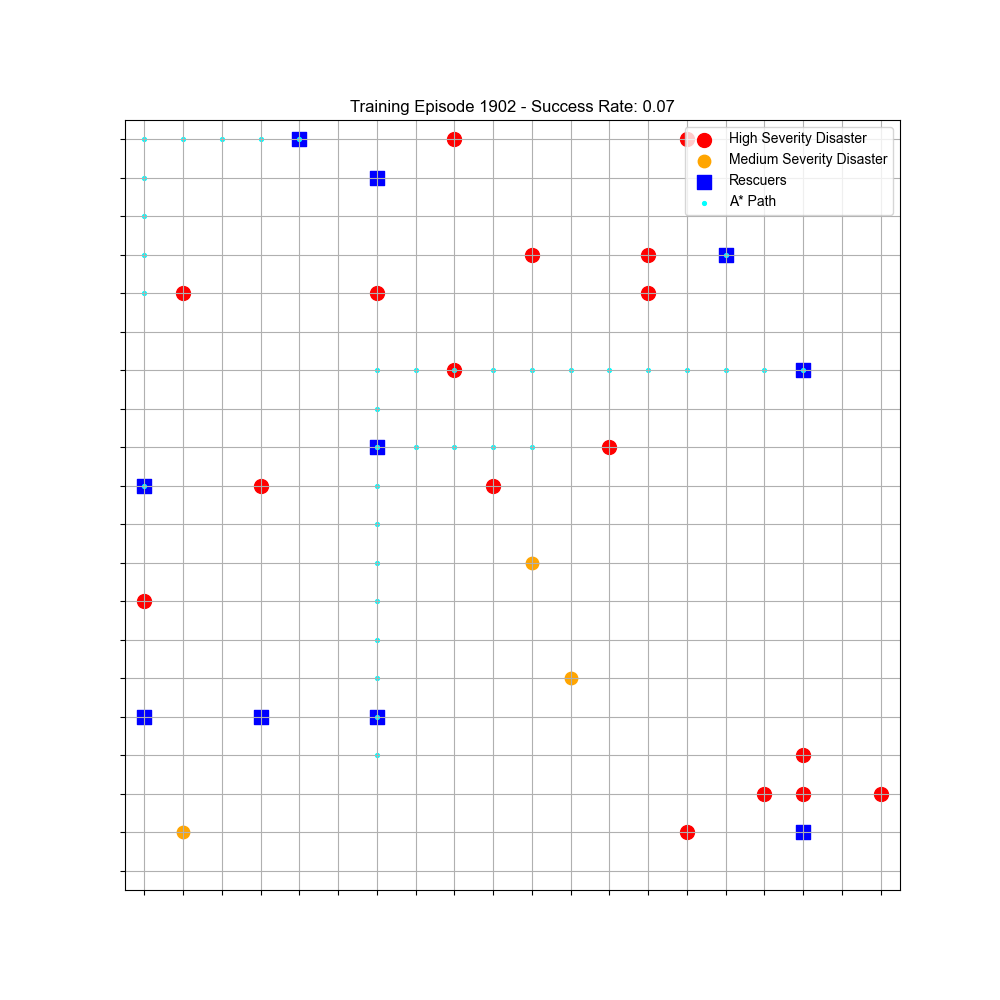 Training Episode 1902 - Success Rate: 0.07
High Severity Disaster
Medium Severity Disaster
Rescuers
A* Path